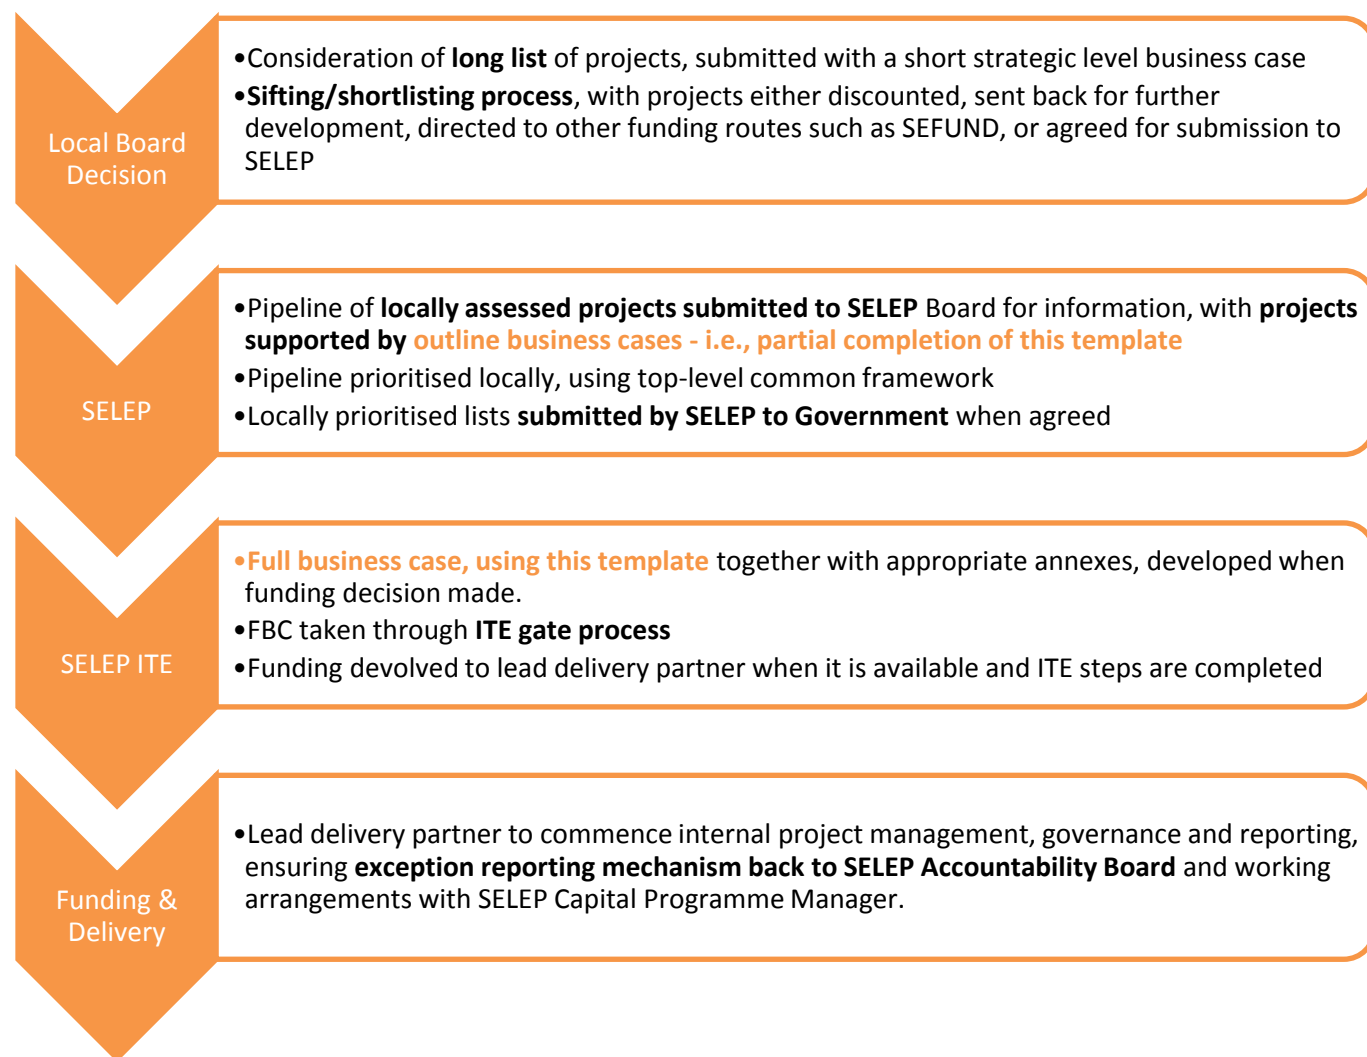 Local Board
Decision
•Consideration of long list of projects, submitted with a short strategic level business case
•Sifting/shortlisting process, with projects either discounted, sent back for further
development, directed to other funding routes such as SEFUND, or agreed for submission to
SELEP
SELEP
•Pipeline of locally assessed projects submitted to SELEP Board for information, with projects
supported by outline business cases - i.e., partial completion of this template
•Pipeline prioritised locally, using top-level common framework
•Locally prioritised lists submitted by SELEP to Government when agreed
SELEP ITE
•Full business case, using this template together with appropriate annexes, developed when
funding decision made.
•FBC taken through ITE gate process
•Funding devolved to lead delivery partner when it is available and ITE steps are completed
Funding &
Delivery
•Lead delivery partner to commence internal project management, governance and reporting,
ensuring exception reporting mechanism back to SELEP Accountability Board and working
arrangements with SELEP Capital Programme Manager.